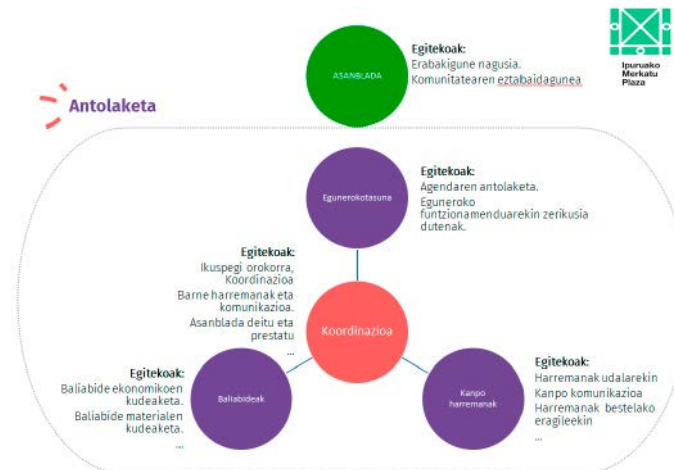 Antolaketa
ASANBLADA
Egitekoak:
Erabakigune nagusia.
Komunitatearen eztabaidagunea
Ipuruako
Merkatu
Plaza
Egunerokotasuna
Egitekoak:
Agendaren antolaketa.
Eguneroko
funtzionamenduarekin zerikusia
dutenak.
Egitekoak:
Ikuspegi orokorra,
Koordinazioa
Barne harremanak eta
komunikazioa.
Asanblada deitu eta
prestatu
...
Koordinazioa
Egitekoak:
Baliabide ekonomikoen
kudeaketa.
Baliabide materialen
kudeaketa.
...
Baliabideak
Kanpo
harremanak
Egitekoak:
Harremanak udalarekin
Kanpo komunikazioa
Harremanak bestelako
eragileekin
...